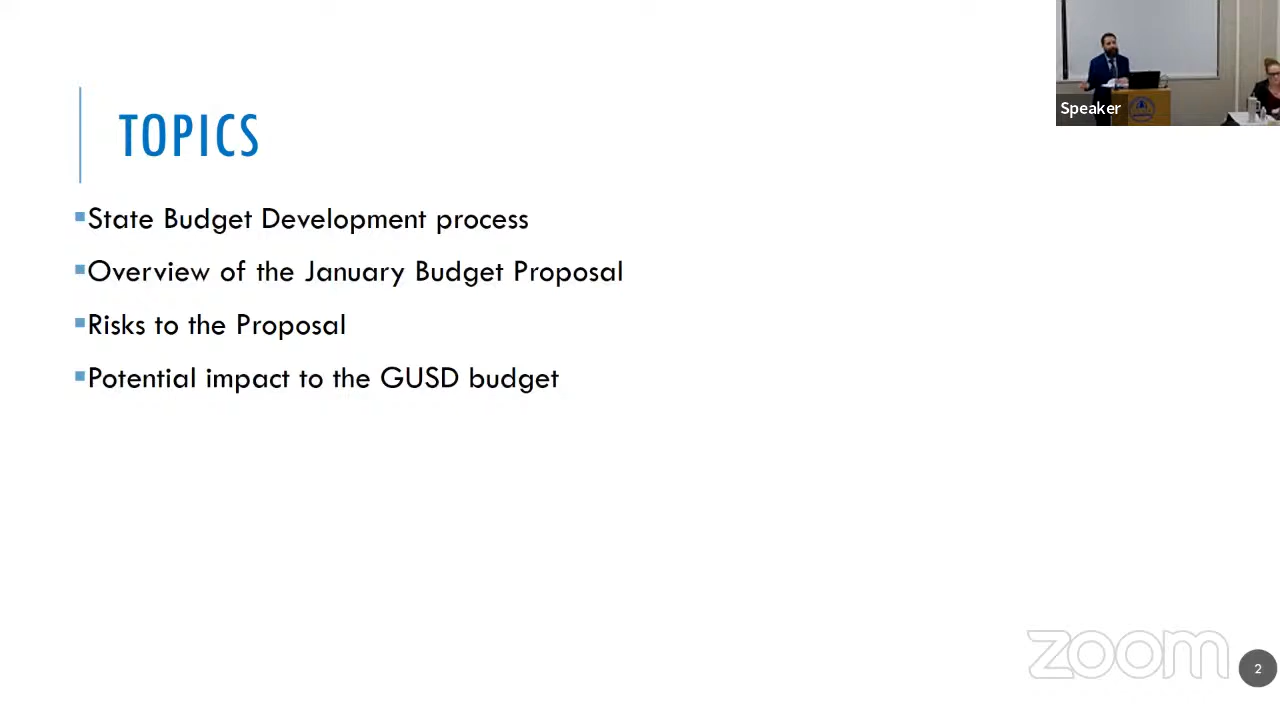 Speaker
TOPICS
▪State Budget Development process
▪Overview of the January Budget Proposal
▪Risks to the Proposal
▪Potential impact to the GUSD budget
zoom
2